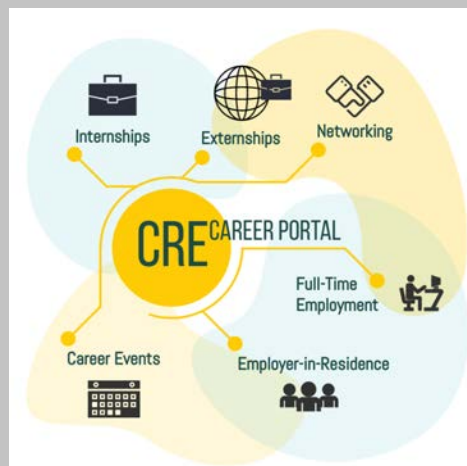 Internships
Externships
Networking
CRE CAREER PORTAL
Full-Time
Employment
Career Events
Employer-in-Residence